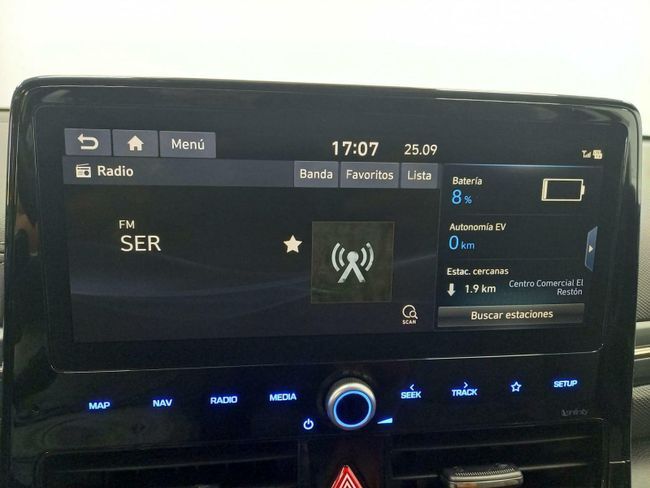 Menú
17:07
25.09
Radio
Banda
Favoritos
Lista
FM
SER
SCAN
Batería
8 %
Autonomía EV
0 km
Estac. cercanas
1.9 km
Centro Comercial El
Restón
Buscar estaciones
MAP
NAV
RADIO
MEDIA
SEEK
TRACK
SETUP
infinity